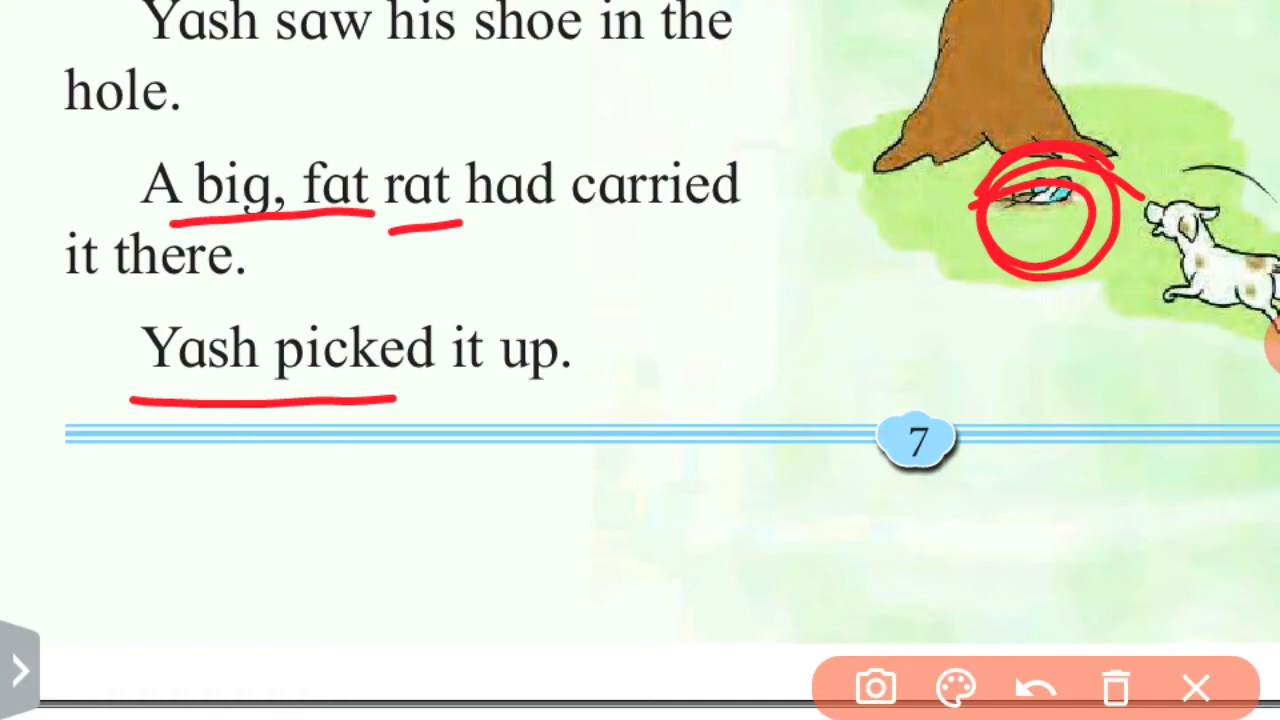 Yash saw his shoe in the
hole.
A big, fat rat had carried
it there.
Yash picked it up.
7